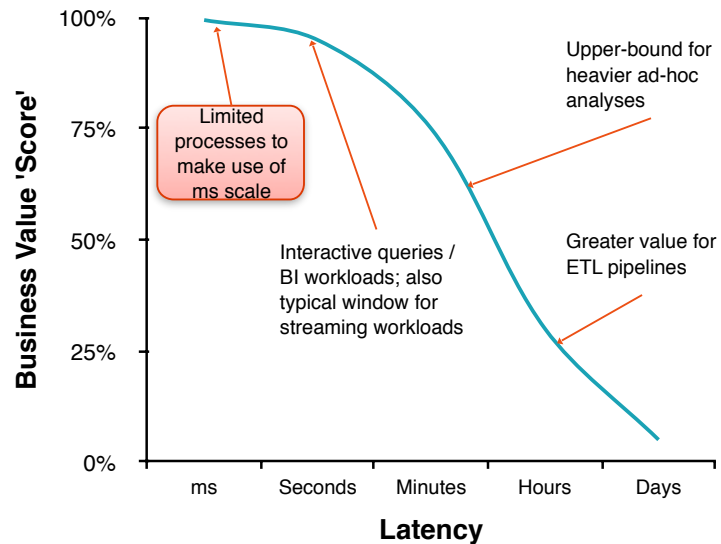 100%
75%
50%
25%
0%
Business Value 'Score'
Limited
processes to
make use of
ms scale
Upper-bound for
heavier ad-hoc
analyses
Interactive queries /
BI workloads; also
typical window for
streaming workloads
Greater value for
ETL pipelines
ms
Seconds
Minutes
Hours
Days
Latency